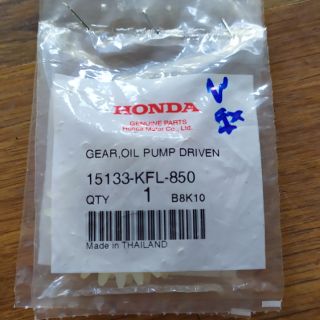 HONDA
GENUINE PARTS
Honda Motor Co., Ltd.
GEAR,OIL PUMP DRIVEN
15133-KFL-850
QTY 1 B8K10
Made in THAILAND